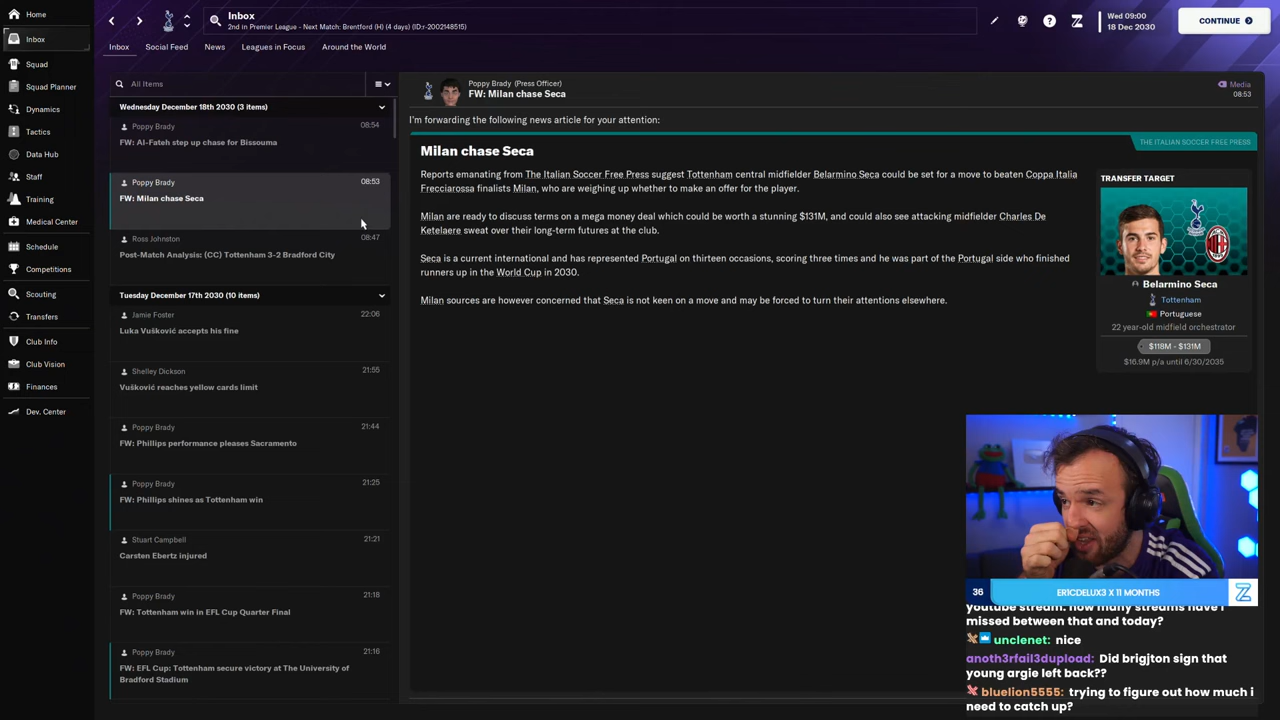 Home
Inbox
Squad
Squad Planner
Dynamics
Tactics
Data Hub
Staff
Training
Medical Center
Schedule
Competitions
Scouting
Transfers
Club Info
Club Vision
Finances
Dev. Center
Inbox
2nd in Premier League - Next Match: Brentford (H) (4 days) (ID:r-2002148515)
Wed 09:00
18 Dec 2030
CONTINUE
Inbox
Social Feed
News
Leagues in Focus
Around the World
All Items
Wednesday December 18th 2030 (3 items)
Poppy Brady
08:54
FW: Al-Fateh step up chase for Bissouma
Poppy Brady
08:53
FW: Milan chase Seca
Ross Johnston
08:47
Post-Match Analysis: (CC) Tottenham 3-2 Bradford City
Tuesday December 17th 2030 (10 items)
Jamie Foster
22:06
Luka Vušković accepts his fine
Shelley Dickson
21:55
Vušković reaches yellow cards limit
Poppy Brady
21:44
FW: Phillips performance pleases Sacramento
Poppy Brady
21:25
FW: Phillips shines as Tottenham win
Stuart Campbell
21:21
Carsten Ebertz injured
Poppy Brady
21:18
FW: Tottenham win in EFL Cup Quarter Final
Poppy Brady
21:16
FW: EFL Cup: Tottenham secure victory at The University of
Bradford Stadium
Poppy Brady (Press Officer)
FW: Milan chase Seca
Media
08:53
I'm forwarding the following news article for your attention:
THE ITALIAN SOCCER FREE PRESS
Milan chase Seca
Reports emanating from The Italian Soccer Free Press suggest Tottenham central midfielder Belarmino Seca could be set for a move to beaten Coppa Italia
Frecciarossa finalists Milan, who are weighing up whether to make an offer for the player.
Milan are ready to discuss terms on a mega money deal which could be worth a stunning $131M, and could also see attacking midfielder Charles De
Ketelaere sweat over their long-term futures at the club.
Seca is a current international and has represented Portugal on thirteen occasions, scoring three times and he was part of the Portugal side who finished
runners up in the World Cup in 2030.
Milan sources are however concerned that Seca is not keen on a move and may be forced to turn their attentions elsewhere.
TRANSFER TARGET
Belarmino Seca
Tottenham
Portuguese
22 year-old midfield orchestrator
$118M - $131M
$16.9M p/a until 6/30/2035
36
ER1CDELUX3 X 11 MONTHS
youtube stream. how many streams have i
missed between that and today?
unclenet: nice
anoth3rfail3dupload: Did brigjton sign that
young argie left back??
bluelion5555: trying to figure out how much i
need to catch up?